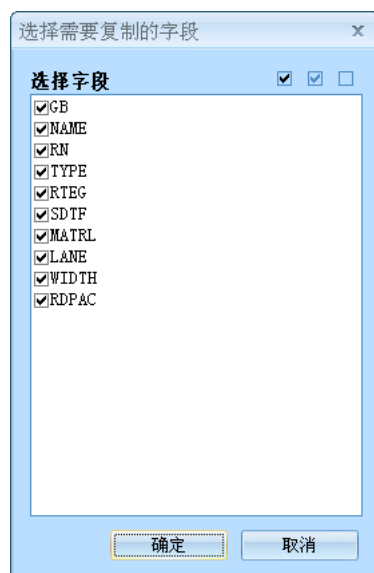 选择需要复制的字段
选择字段
GB
NAME
RN
TYPE
RTEG
SDTF
MATRL
LANE
WIDTH
RDPAC
确定
取消